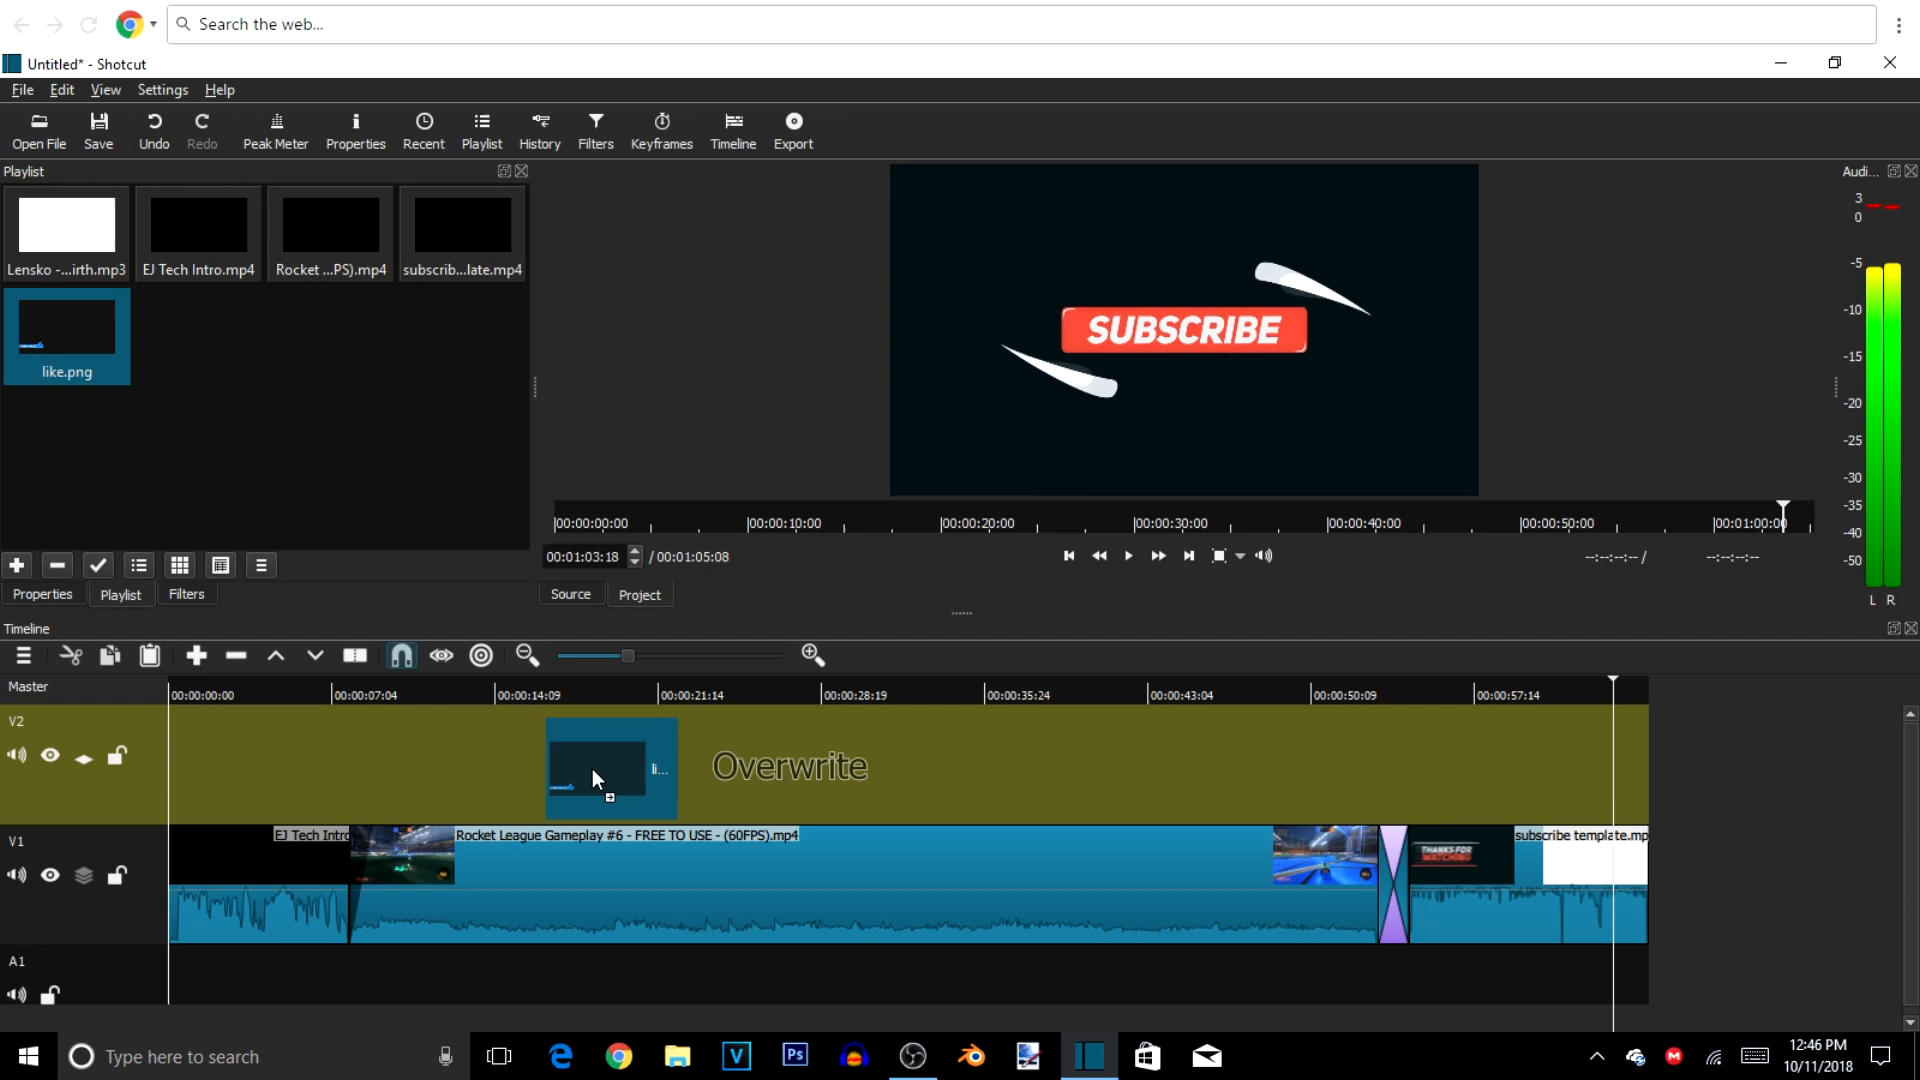 Search the web...
Untitled* - Shotcut
File Edit View Settings Help
Open File Save Undo Redo Peak Meter Properties Recent Playlist History Filters Keyframes Timeline Export
Playlist
Audi...
Lensko -...irth.mp3 EJ Tech Intro.mp4 Rocket ...PS).mp4 subscrib...late.mp4
like.png
SUBSCRIBE
3
0
-5
-10
-15
-20
-25
-30
-35
-40
-50
L R
00:00:00:00 00:00:10:00 00:00:20:00 00:00:30:00 00:00:40:00 00:00:50:00 00:01:00:00
00:01:03:18 / 00:01:05:08 --:--:--:-- / --:--:--:--
Properties Playlist Filters
Source Project
Timeline
Master
00:00:00:00 00:00:07:04 00:00:14:09 00:00:21:14 00:00:28:19 00:00:35:24 00:00:43:04 00:00:50:09 00:00:57:14
V2
li...
Overwrite
V1
EJ Tech Intro
Rocket League Gameplay #6 - FREE TO USE - (60FPS).mp4
subscribe template.mp
THANKS FOR
WATCHING
A1
Type here to search
V
Ps
M
12:46 PM
10/11/2018